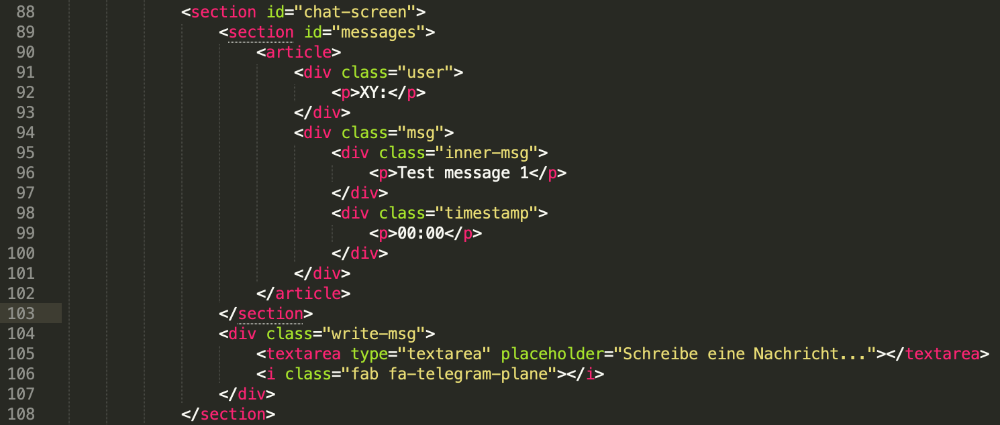 88 <section id="chat-screen">
89 <section id="messages">
90 <article>
91 <div class="user">
92 <p>XY:</p>
93 </div>
94 <div class="msg">
95 <div class="inner-msg">
96 <p>Test message 1</p>
97 </div>
98 <div class="timestamp">
99 <p>00:00</p>
100 </div>
101 </div>
102 </article>
103 </section>
104 <div class="write-msg">
105 <textarea type="textarea" placeholder="Schreibe eine Nachricht..."></textarea>
106 <i class="fab fa-telegram-plane"></i>
107 </div>
108 </section>